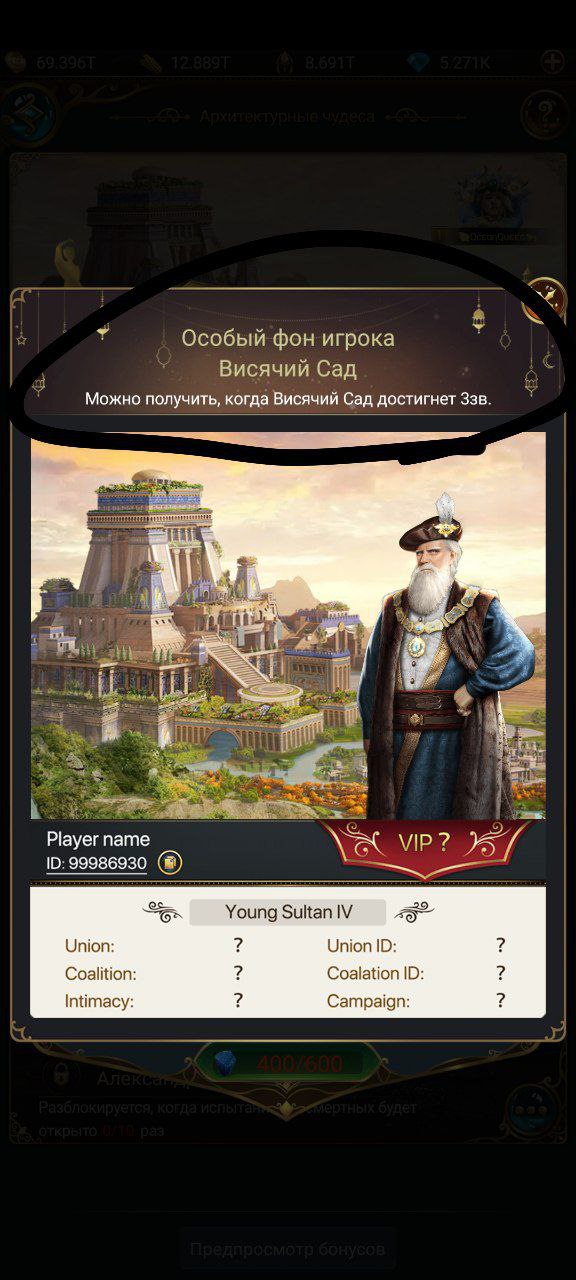 69.396T 12.889T 8.691T 5.271K
Архитектурные чудеса
Особый фон игрока
Висячий Сад
Можно получить, когда Висячий Сад достигнет 3зв.
Player name
ID: 99986930
VIP ?
Young Sultan IV
Union: ? Union ID: ?
Coalition: ? Coalation ID: ?
Intimacy: ? Campaign: ?
400/600
Разблокируется, когда
будет
открыто 0/10 раз
Предпросмотр бонусов